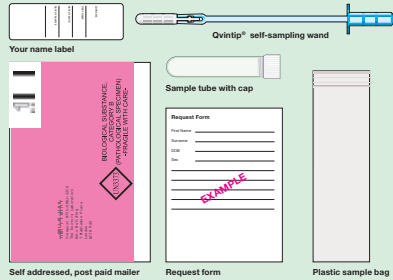 Your name label
Qvintip® self-sampling wand
Sample tube with cap
BIOLOGICAL SUBSTANCE,
CATEGORY B
(PATHOLOGICAL SPECIMEN)
-FRAGILE WITH CARE-
UN3373
Request Form
First Name
Surname
DOB
Sex
EXAMPLE
Self addressed, post paid mailer
Request form
Plastic sample bag